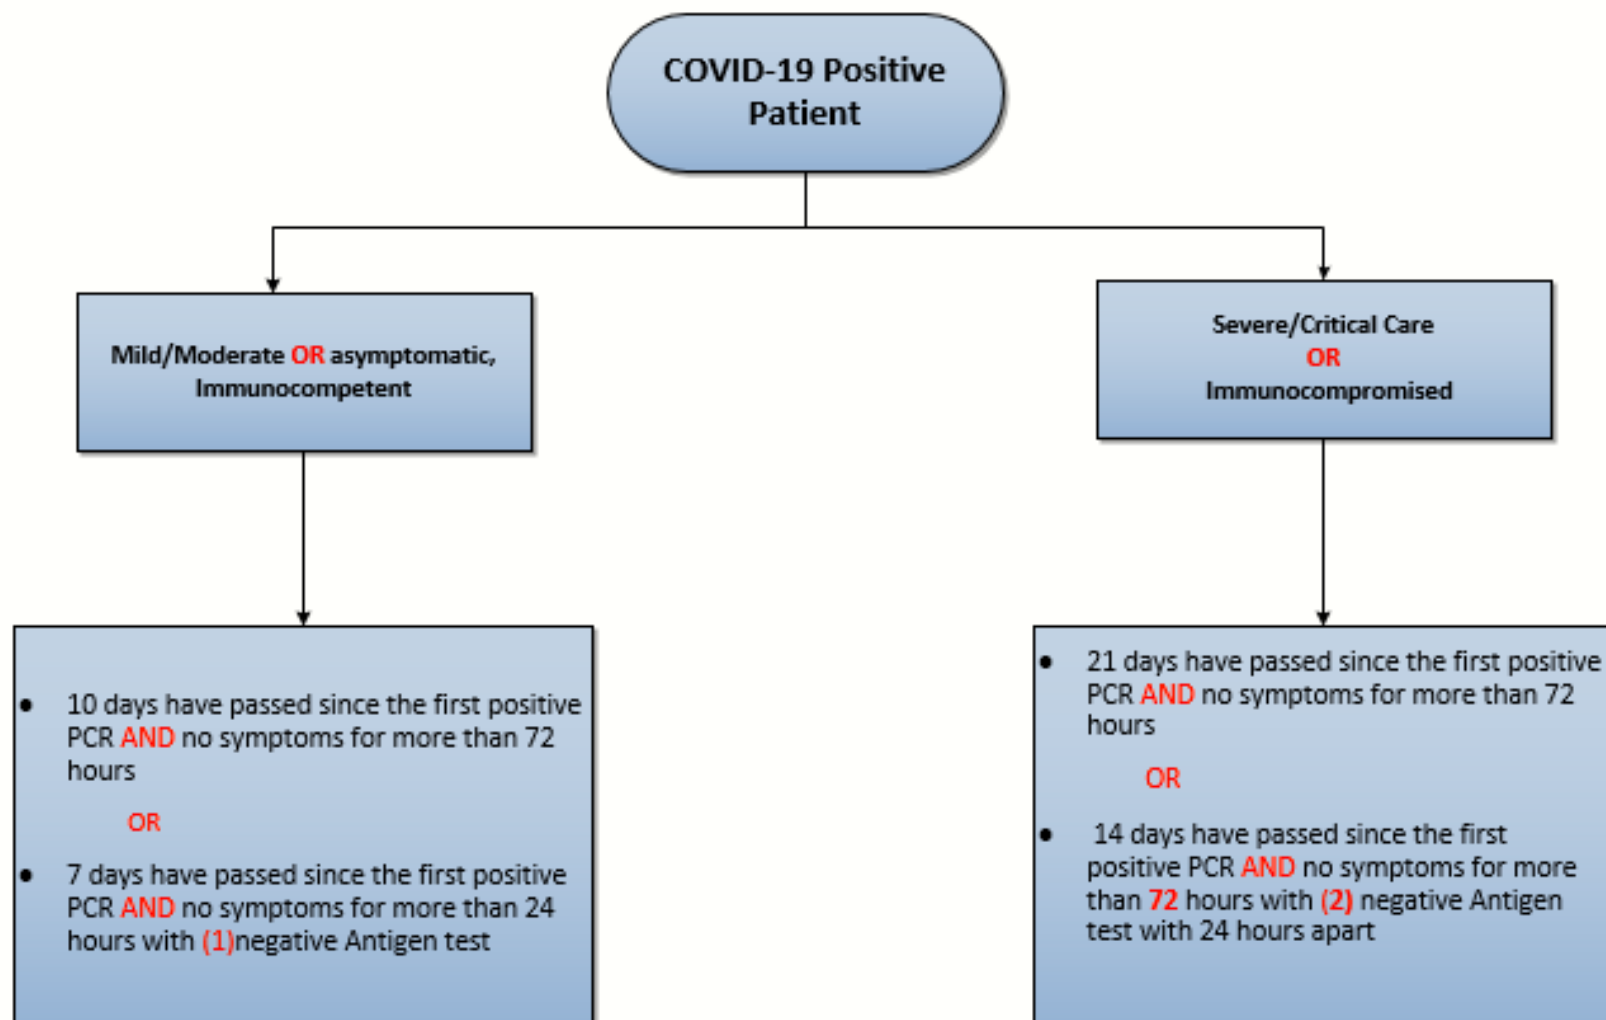 COVID-19 Positive
Patient
Mild/Moderate OR asymptomatic,
Immunocompetent
Severe/Critical Care
OR
Immunocompromised
● 10 days have passed since the first positive
PCR AND no symptoms for more than 72
hours
OR
● 7 days have passed since the first positive
PCR AND no symptoms for more than 24
hours with (1)negative Antigen test
● 21 days have passed since the first positive
PCR AND no symptoms for more than 72
hours
OR
● 14 days have passed since the first
positive PCR AND no symptoms for more
than 72 hours with (2) negative Antigen
test with 24 hours apart